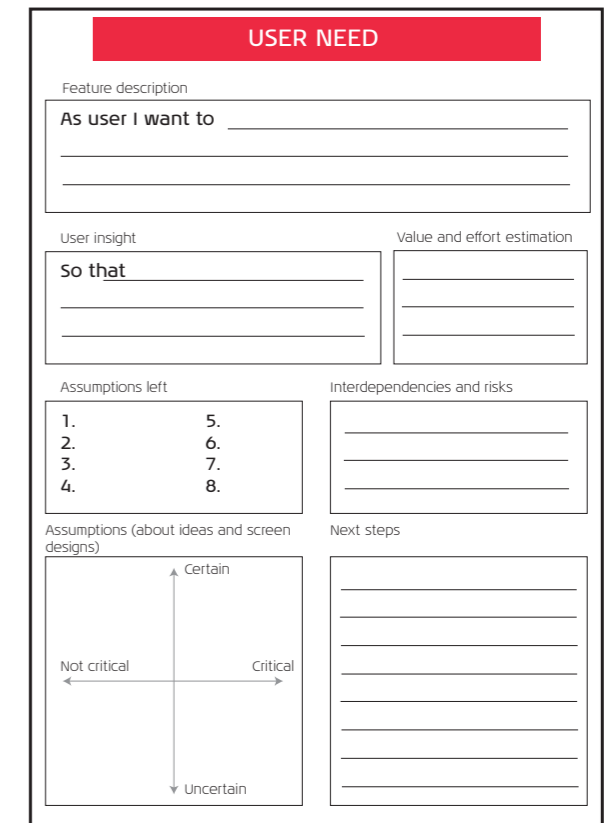 USER NEED
Feature description
As user I want to
User insight
So that
Value and effort estimation
Assumptions left
1.
2.
3.
4.
5.
6.
7.
8.
Interdependencies and risks
Assumptions (about ideas and screen
designs)
Certain
Not critical
Critical
Uncertain
Next steps